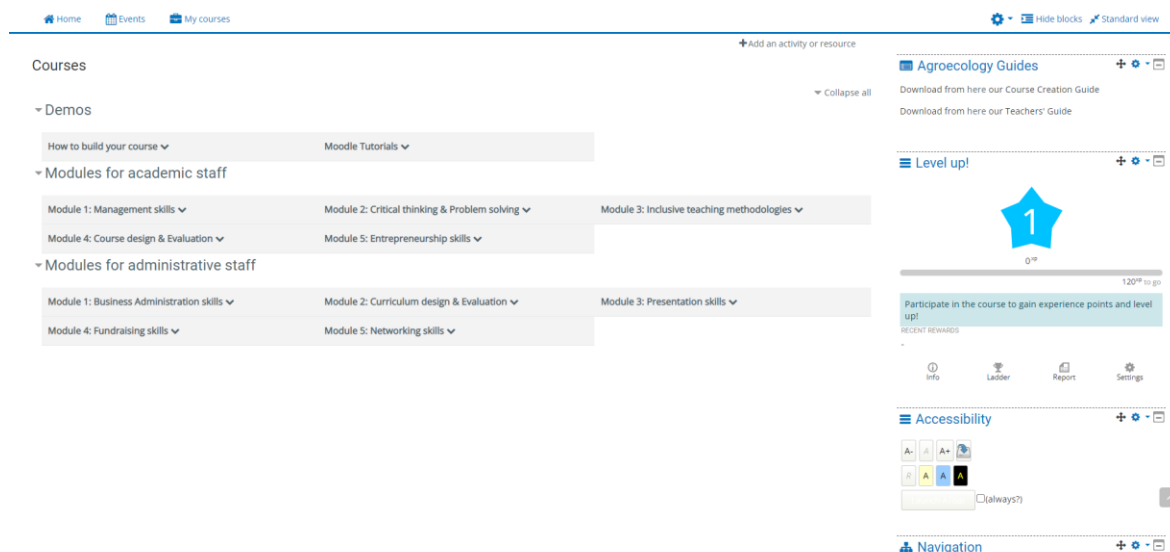 Home Events My courses Hide blocks Standard view
Add an activity or resource
Courses
Collapse all
Demos
How to build your course Moodle Tutorials
Modules for academic staff
Module 1: Management skills Module 2: Critical thinking & Problem solving Module 3: Inclusive teaching methodologies
Module 4: Course design & Evaluation Module 5: Entrepreneurship skills
Modules for administrative staff
Module 1: Business Administration skills Module 2: Curriculum design & Evaluation Module 3: Presentation skills
Module 4: Fundraising skills Module 5: Networking skills
Agroecology Guides
Download from here our Course Creation Guide
Download from here our Teachers' Guide
Level up!
1
0xp
120xp to go
Participate in the course to gain experience points and level
up!
RECENT REWARDS
-
Info Ladder Report Settings
Accessibility
A- A A+
R A A A
(always?)
Navigation